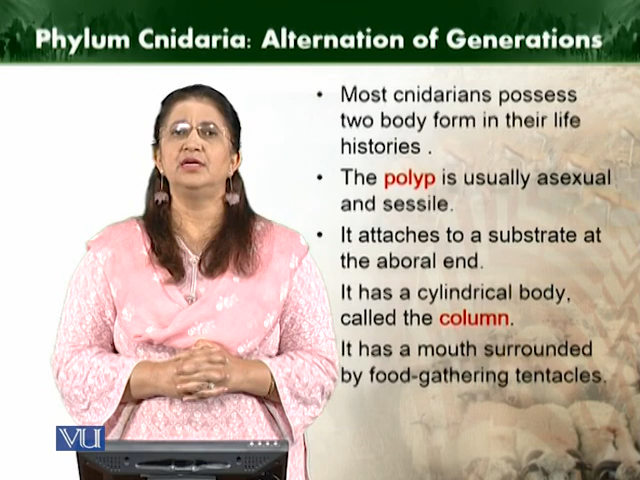 Phylum Cnidaria: Alternation of Generations
• Most cnidarians possess
two body form in their life
histories .
• The polyp is usually asexual
and sessile.
• It attaches to a substrate at
the aboral end.
It has a cylindrical body,
called the column.
It has a mouth surrounded
by food-gathering tentacles.
VU